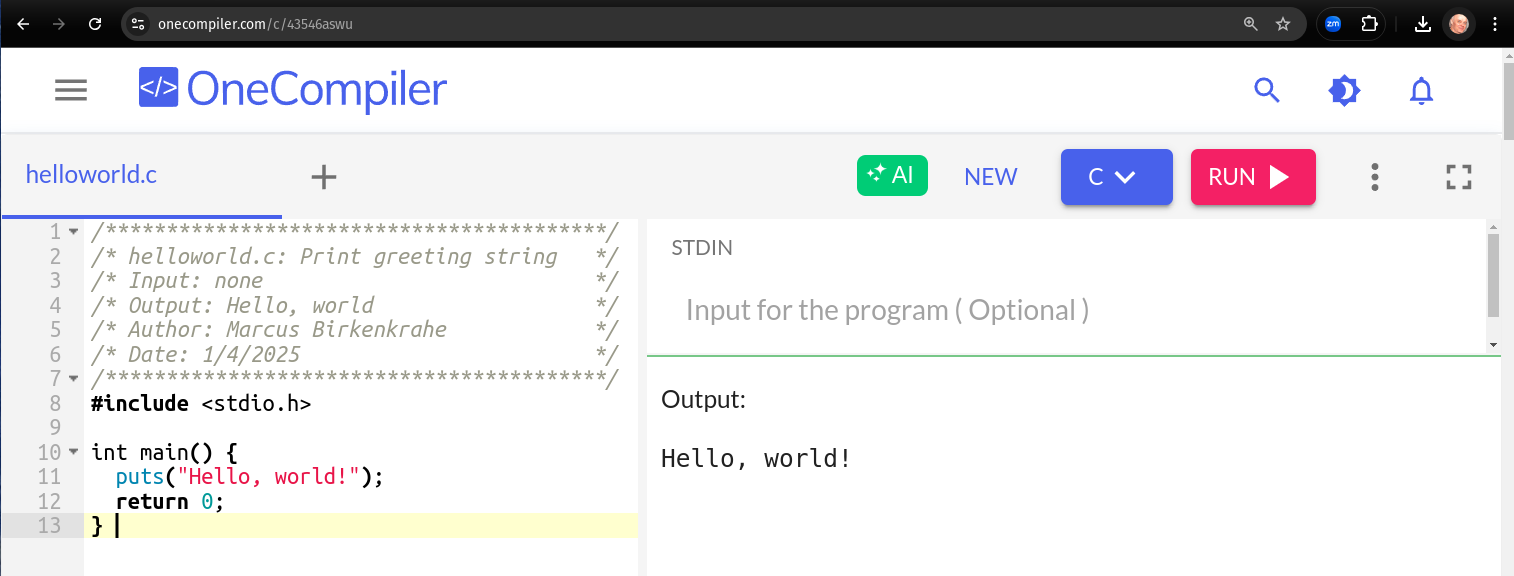 onecompiler.com/c/43546aswu
zm
</> OneCompiler
helloworld.c
+
AI
NEW
C
RUN
1 /*****************************************/
2 /* helloworld.c: Print greeting string   */
3 /* Input: none                           */
4 /* Output: Hello, world                  */
5 /* Author: Marcus Birkenkrahe            */
6 /* Date: 1/4/2025                        */
7 /*****************************************/
8 #include <stdio.h>
9
10 int main() {
11   puts("Hello, world!");
12   return 0;
13 }
STDIN
Input for the program ( Optional )
Output:
Hello, world!